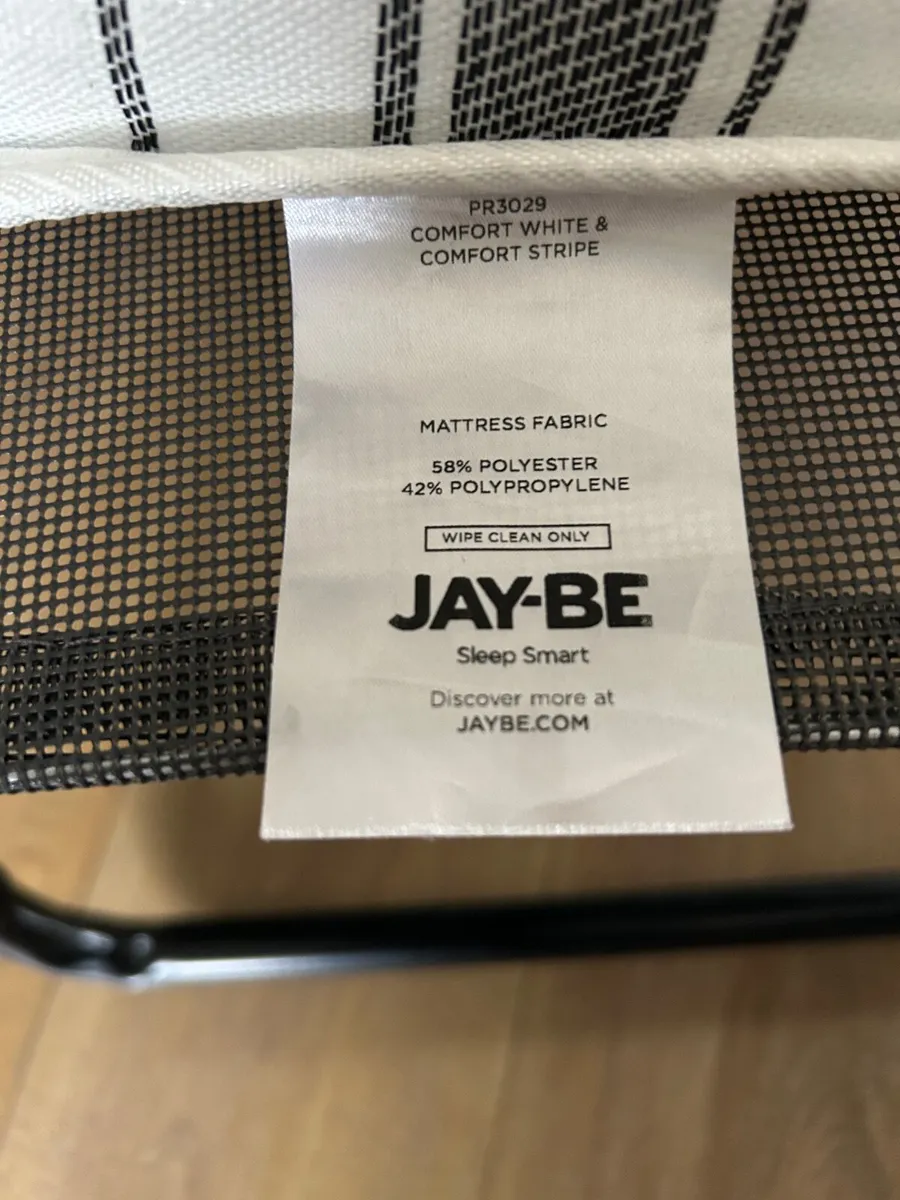 PR3029
COMFORT WHITE &
COMFORT STRIPE
MATTRESS FABRIC
58% POLYESTER
42% POLYPROPYLENE
WIPE CLEAN ONLY
JAY-BE
Sleep Smart
Discover more at
JAYBE.COM